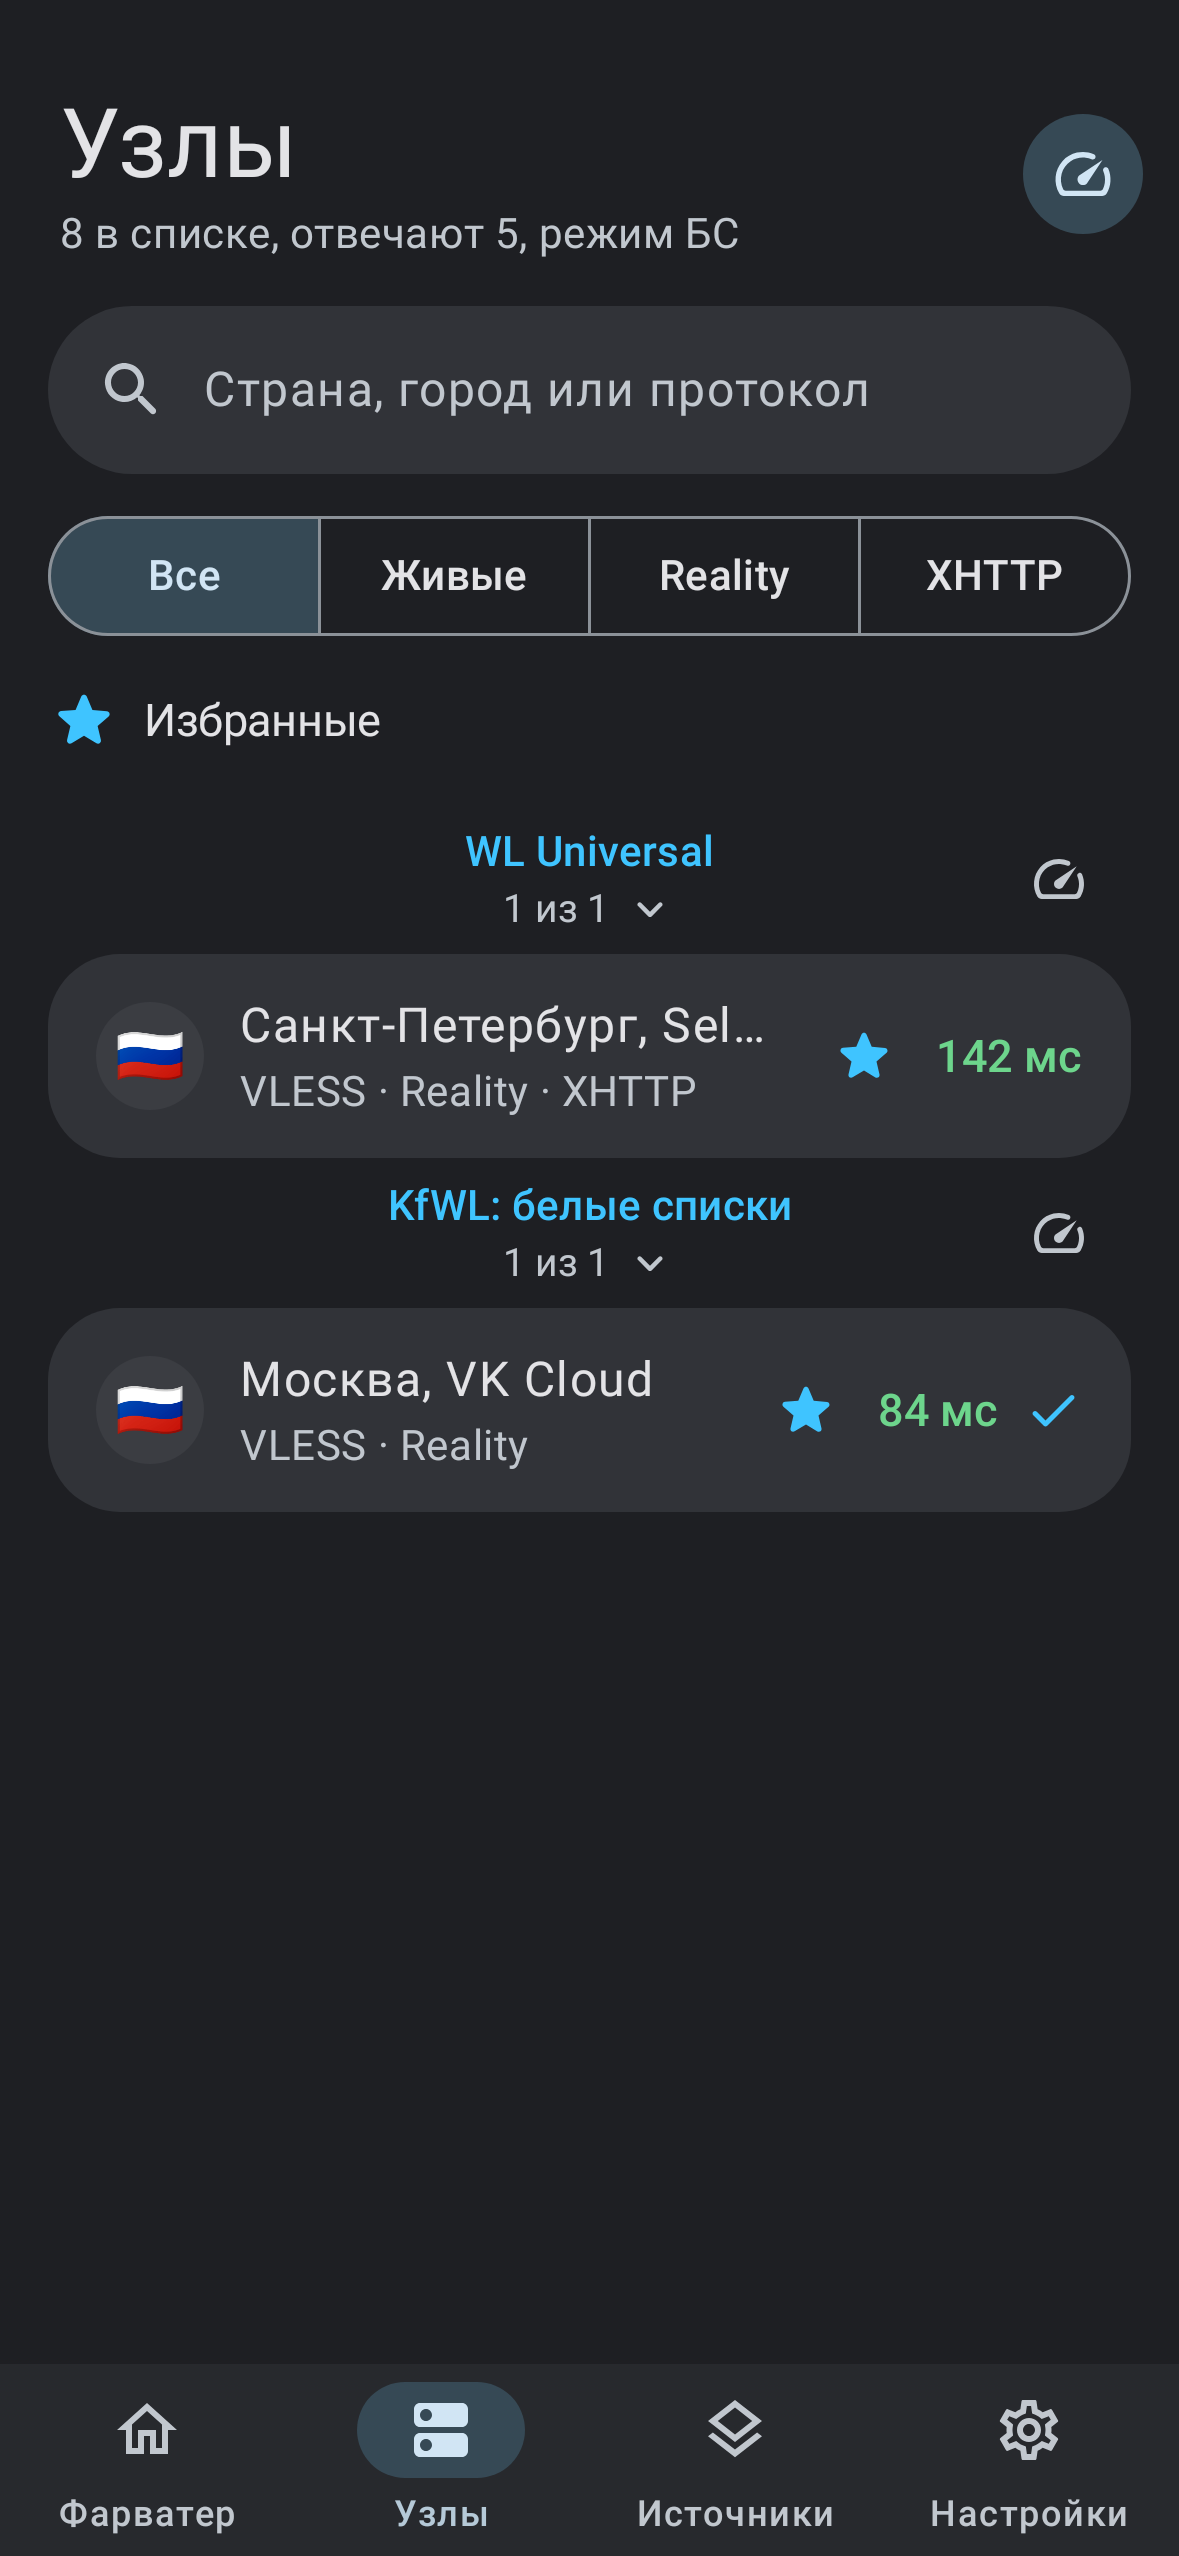 Узлы
8 в списке, отвечают 5, режим БС
Страна, город или протокол
Все
Живые
Reality
XHTTP
Избранные
WL Universal
1 из 1
Санкт-Петербург, Sel...
VLESS · Reality · XHTTP
142 мс
KfWL: белые списки
1 из 1
Москва, VK Cloud
VLESS · Reality
84 мс
Фарватер
Узлы
Источники
Настройки